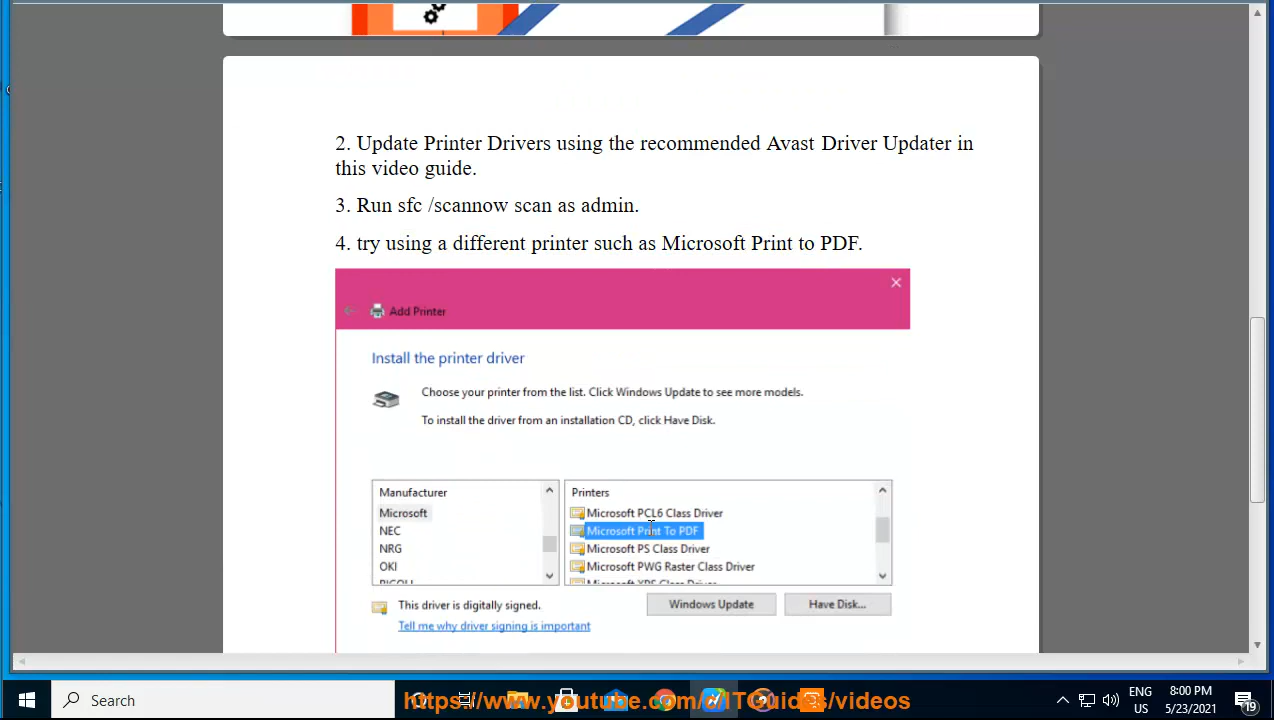 2. Update Printer Drivers using the recommended Avast Driver Updater in
this video guide.
3. Run sfc /scannow scan as admin.
4. try using a different printer such as Microsoft Print to PDF.
Add Printer
Install the printer driver
Choose your printer from the list. Click Windows Update to see more models.
To install the driver from an installation CD, click Have Disk.
Manufacturer
Microsoft
NEC
NRG
OKI
Printers
Microsoft PCL6 Class Driver
Microsoft Print To PDF
Microsoft PS Class Driver
Microsoft PWG Raster Class Driver
Microsoft XPS Class Driver
This driver is digitally signed.
Tell me why driver signing is important
Windows Update
Have Disk...
Search
https://www.youtube.com/c/ITGuides/videos
ENG
US
8:00 PM
5/23/2021
19